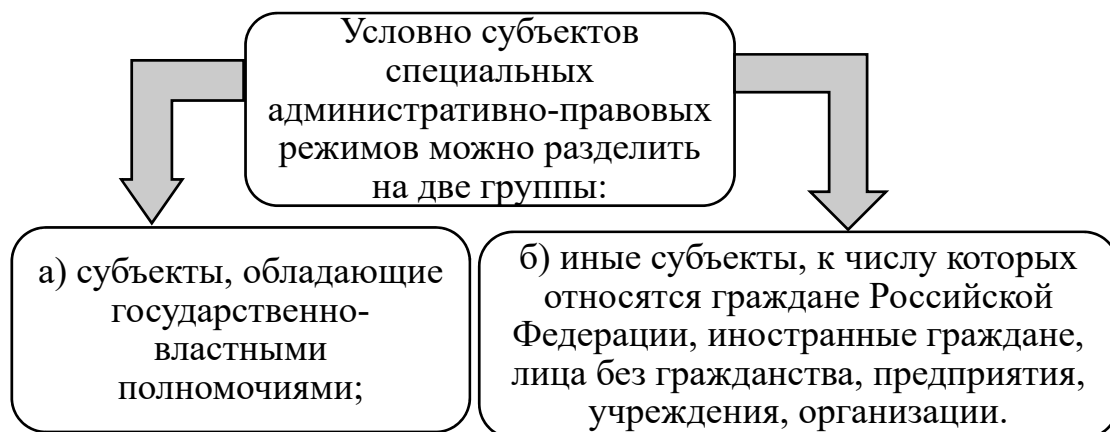 Условно субъектов
специальных
административно-правовых
режимов можно разделить
на две группы:
а) субъекты, обладающие
государственно-
властными
полномочиями;
б) иные субъекты, к числу которых
относятся граждане Российской
Федерации, иностранные граждане,
лица без гражданства, предприятия,
учреждения, организации.